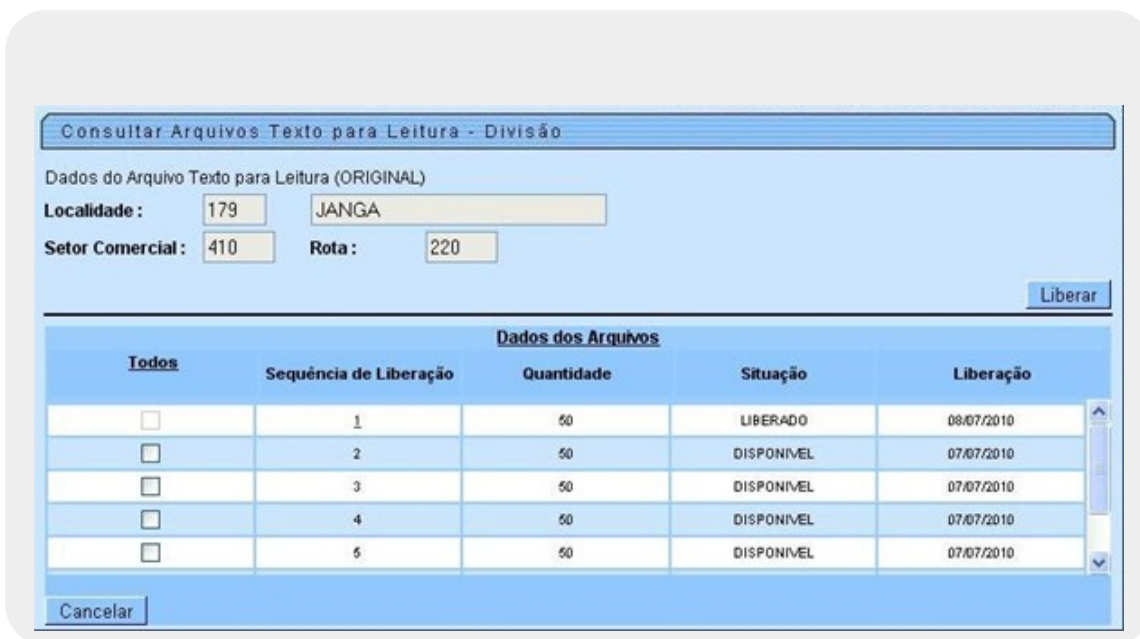 Consultar Arquivos Texto para Leitura - Divisão
Dados do Arquivo Texto para Leitura (ORIGINAL)
Localidade : 179 JANGA
Setor Comercial : 410 Rota : 220
Liberar
Dados dos Arquivos
Todos Sequência de Liberação Quantidade Situação Liberação
1 50 LIBERADO 08/07/2010
2 50 DISPONIVEL 07/07/2010
3 50 DISPONIVEL 07/07/2010
4 50 DISPONIVEL 07/07/2010
5 50 DISPONIVEL 07/07/2010
Cancelar